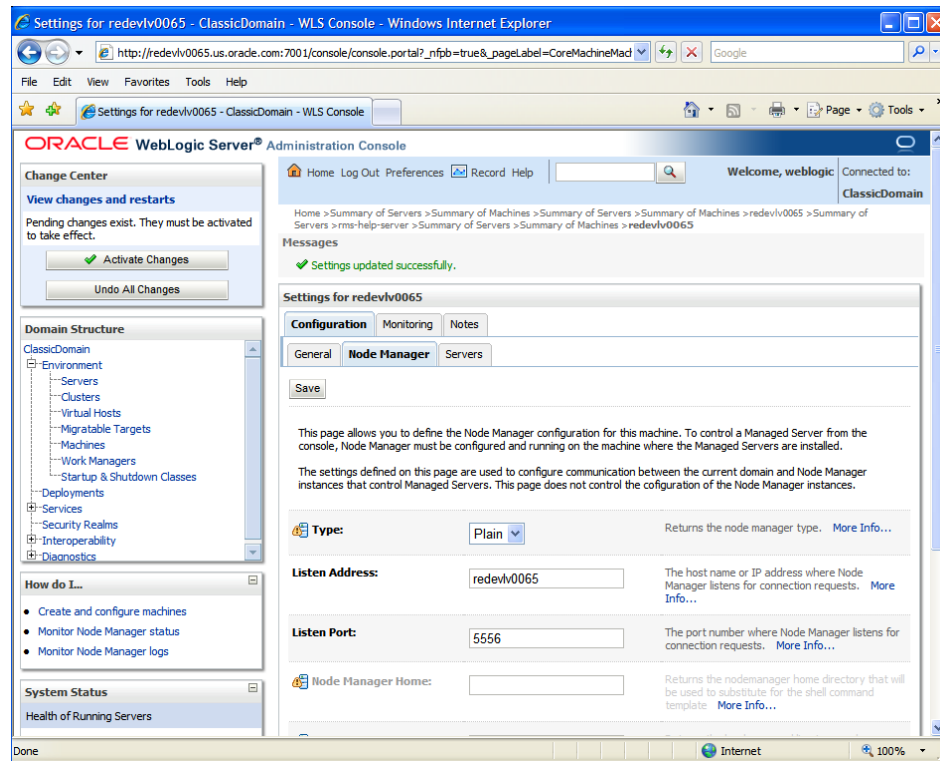 Settings for redevlv0065 - ClassicDomain - WLS Console - Windows Internet Explorer
http://redevlv0065.us.oracle.com:7001/console/console.portal?_nfpb=true&_pageLabel=CoreMachineMacl
Google
File Edit View Favorites Tools Help
Settings for redevlv0065 - ClassicDomain - WLS Console
Page Tools
ORACLE WebLogic Server® Administration Console
Change Center
View changes and restarts
Pending changes exist. They must be activated
to take effect.
Activate Changes
Undo All Changes
Domain Structure
ClassicDomain
Environment
Servers
Clusters
Virtual Hosts
Migratable Targets
Machines
Work Managers
Startup & Shutdown Classes
Deployments
Services
Security Realms
Interoperability
Diagnostics
How do I...
Create and configure machines
Monitor Node Manager status
Monitor Node Manager logs
System Status
Health of Running Servers
Home Log Out Preferences Record Help
Welcome, weblogic
Connected to:
ClassicDomain
Home >Summary of Servers >Summary of Machines >Summary of Servers >Summary of Machines >redevlv0065 >Summary of
Servers >rms-help-server >Summary of Servers >Summary of Machines >redevlv0065
Messages
Settings updated successfully.
Settings for redevlv0065
Configuration Monitoring Notes
General Node Manager Servers
Save
This page allows you to define the Node Manager configuration for this machine. To control a Managed Server from the
console, Node Manager must be configured and running on the machine where the Managed Servers are installed.
The settings defined on this page are used to configure communication between the current domain and Node Manager
instances that control Managed Servers. This page does not control the cofiguration of the Node Manager instances.
Type:
Plain
Returns the node manager type. More Info...
Listen Address:
redevlv0065
The host name or IP address where Node
Manager listens for connection requests. More
Info...
Listen Port:
5556
The port number where Node Manager listens for
connection requests. More Info...
Node Manager Home:
Returns the nodemanager home directory that will
be used to substitute for the shell command
template More Info...
Done
Internet
100%